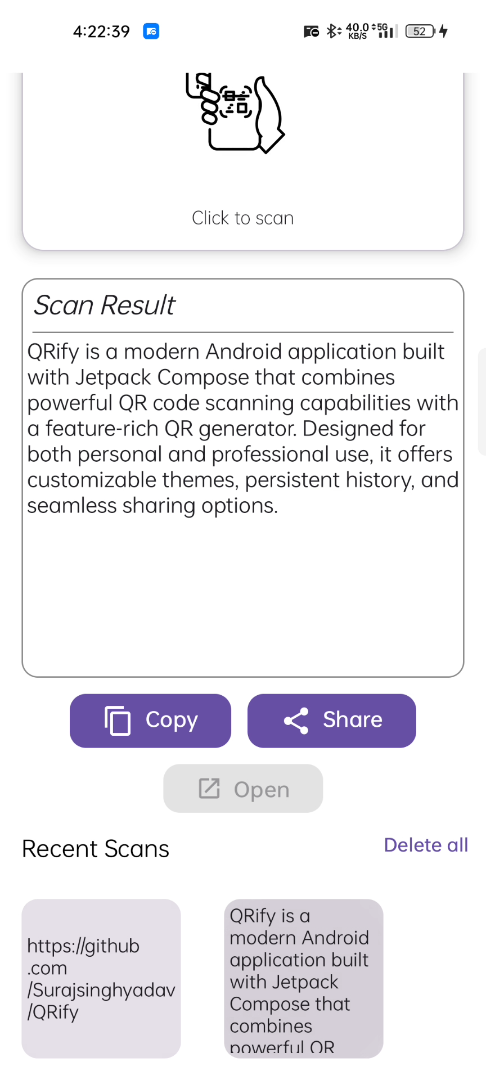 4:22:39
40.0 KB/S 5G 52
Click to scan
Scan Result
QRify is a modern Android application built
with Jetpack Compose that combines
powerful QR code scanning capabilities with
a feature-rich QR generator. Designed for
both personal and professional use, it offers
customizable themes, persistent history, and
seamless sharing options.
Copy
Share
Open
Recent Scans
Delete all
https://github
.com
/Surajsinghyadav
/QRify
QRify is a
modern Android
application built
with Jetpack
Compose that
combines
powerful QR